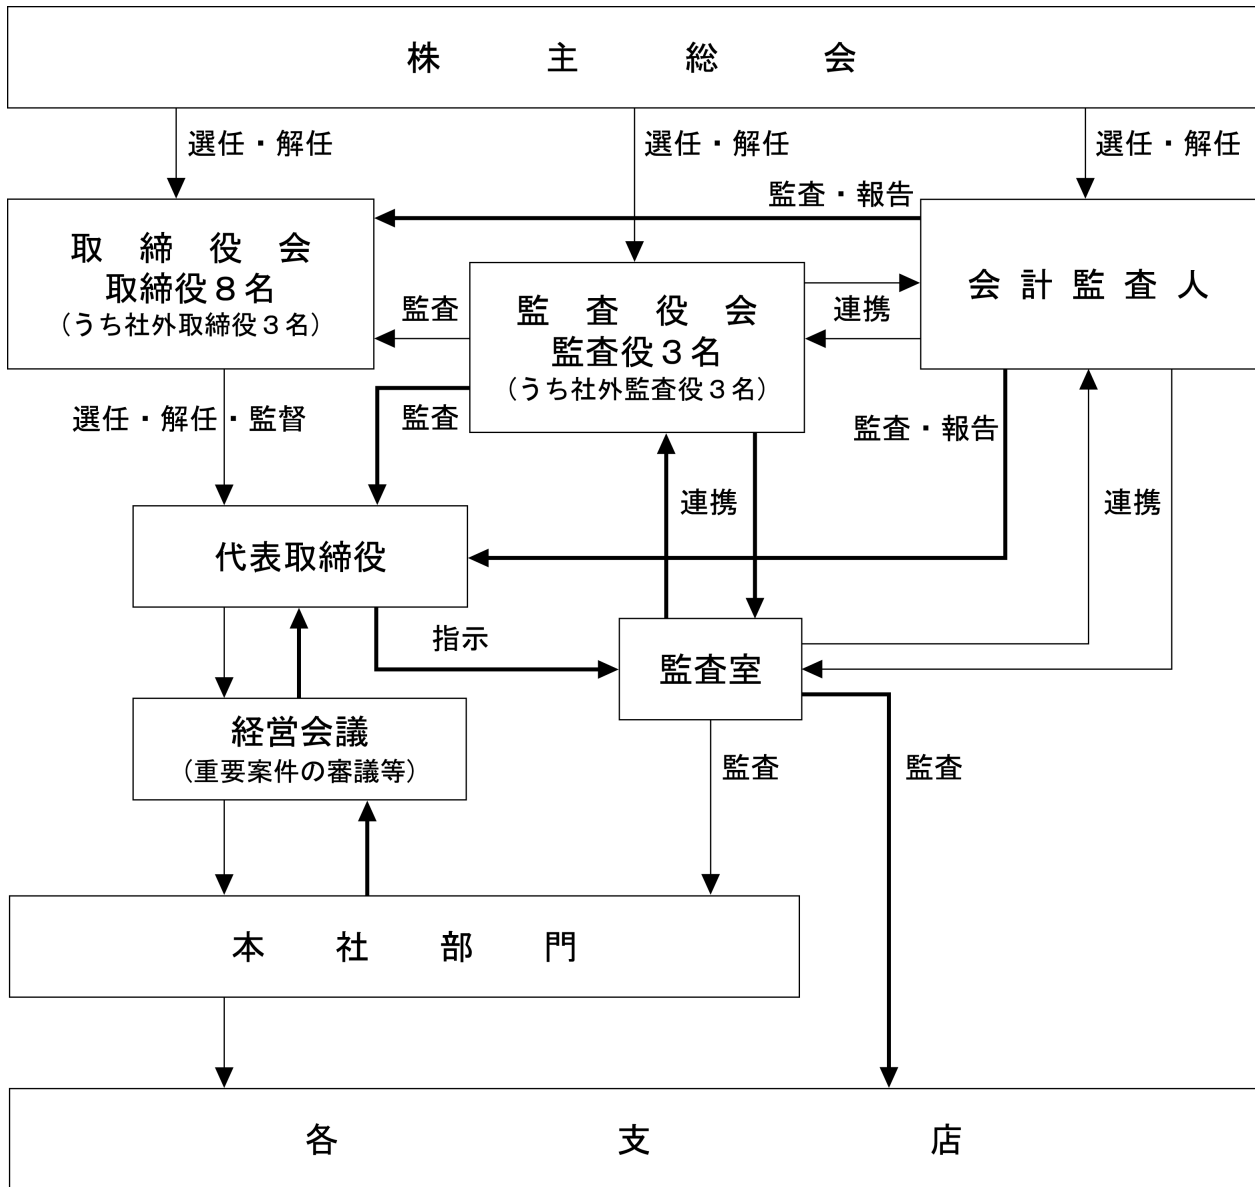 株主総会
選任・解任
選任・解任
選任・解任
監査・報告
取締役会
取締役８名
（うち社外取締役３名）
監査
監査役会
監査役３名
（うち社外監査役３名）
連携
会計監査人
選任・解任・監督
監査
監査・報告
連携
連携
代表取締役
指示
監査室
経営会議
（重要案件の審議等）
監査
監査
本社部門
各支店